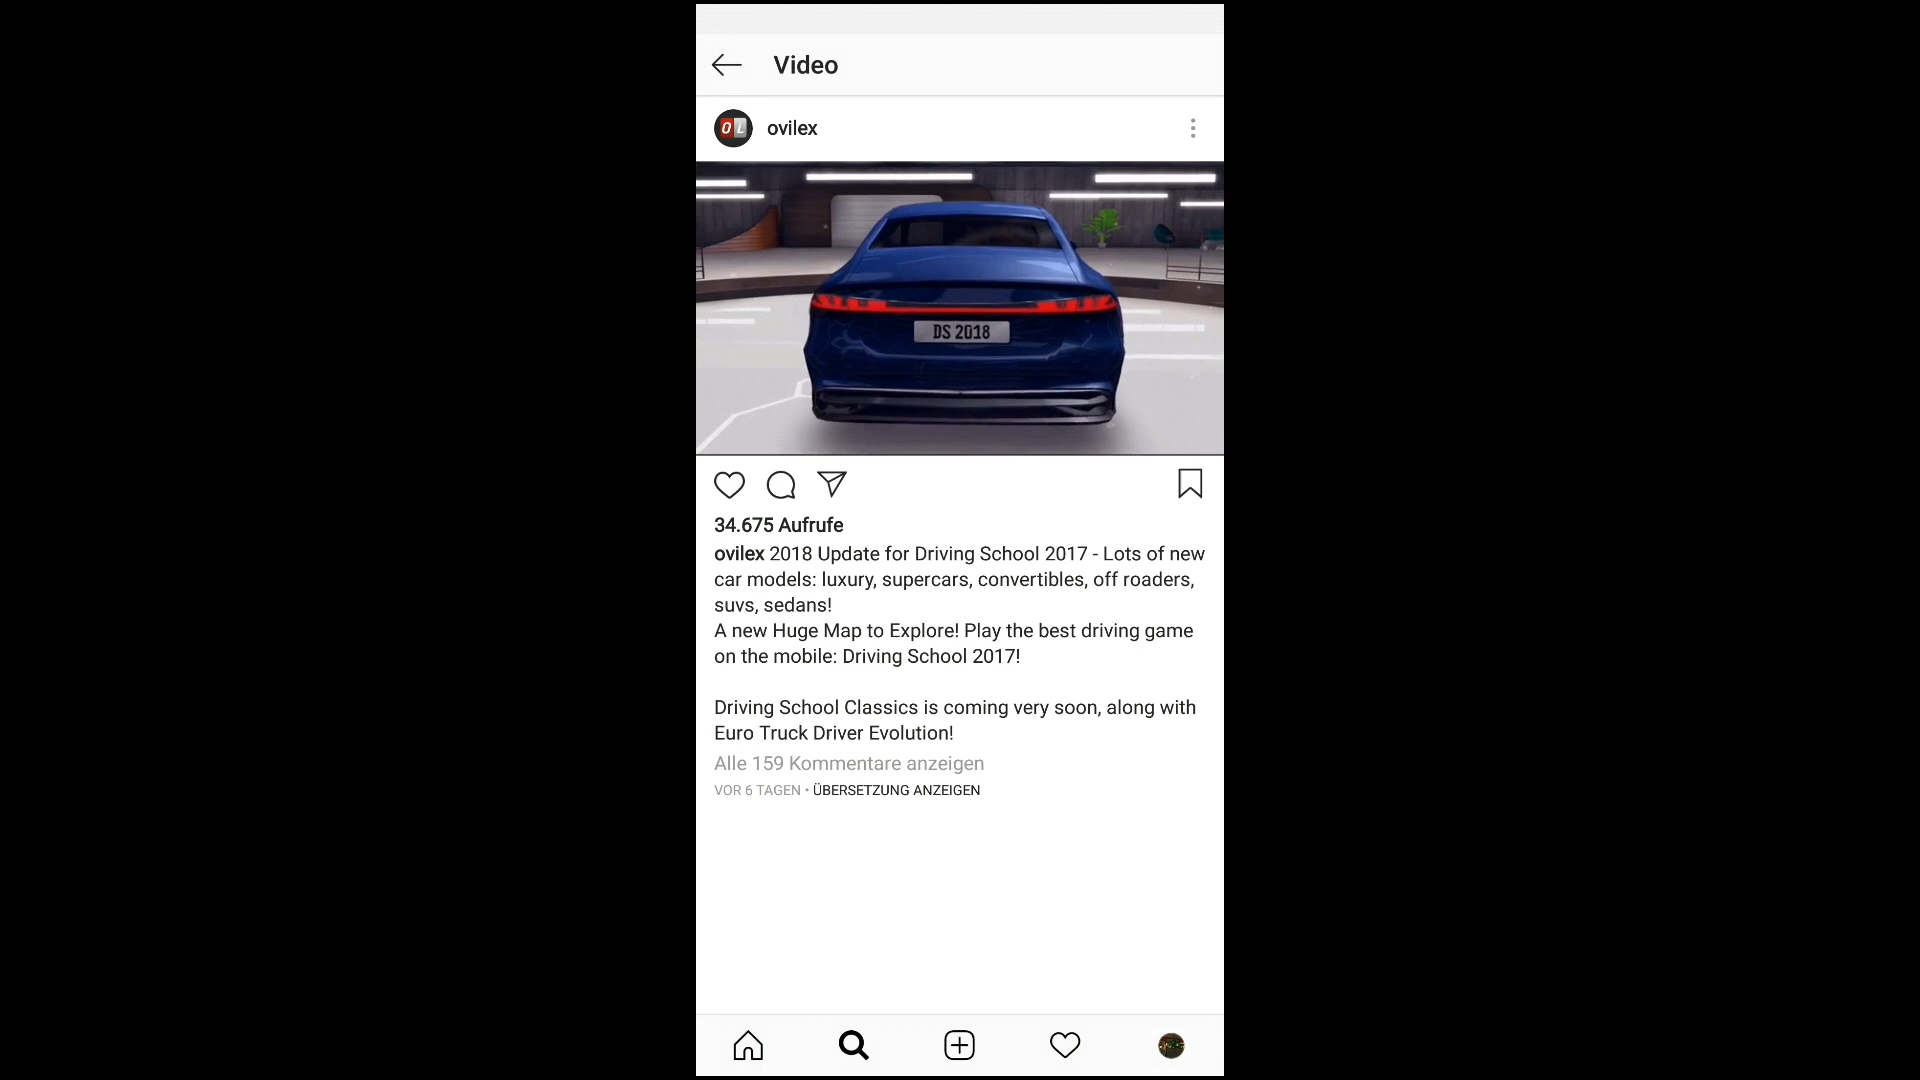 Video
OL ovilex
DS 2018
34.675 Aufrufe
ovilex 2018 Update for Driving School 2017 - Lots of new
car models: luxury, supercars, convertibles, off roaders,
suvs, sedans!
A new Huge Map to Explore! Play the best driving game
on the mobile: Driving School 2017!
Driving School Classics is coming very soon, along with
Euro Truck Driver Evolution!
Alle 159 Kommentare anzeigen
VOR 6 TAGEN • ÜBERSETZUNG ANZEIGEN